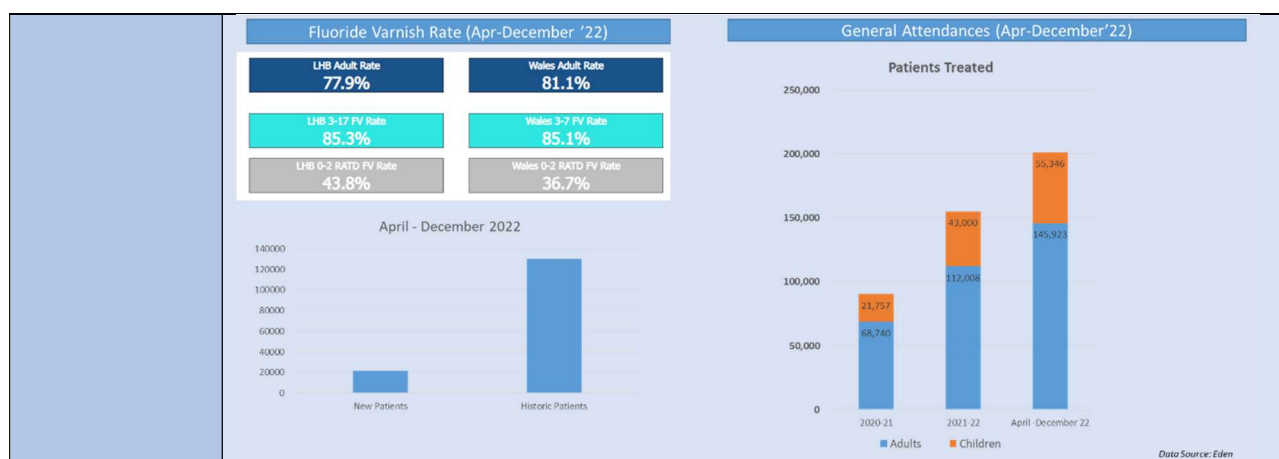 Fluoride Varnish Rate (Apr-December '22)
LHB Adult Rate
77.9%
Wales Adult Rate
81.1%
LHB 3-17 FV Rate
85.3%
Wales 3-7 FV Rate
85.1%
LHB 0-2 RATD FV Rate
43.8%
Wales 0-2 RATD FV Rate
36.7%
April - December 2022
140000
120000
100000
80000
60000
40000
20000
0
New Patients
Historic Patients
General Attendances (Apr-December'22)
Patients Treated
250,000
200,000
150,000
100,000
50,000
0
21,757
68,740
43,000
112,008
55,346
145,923
2020-21
2021-22
April -December 22
Adults
Children
Data Source: Eden